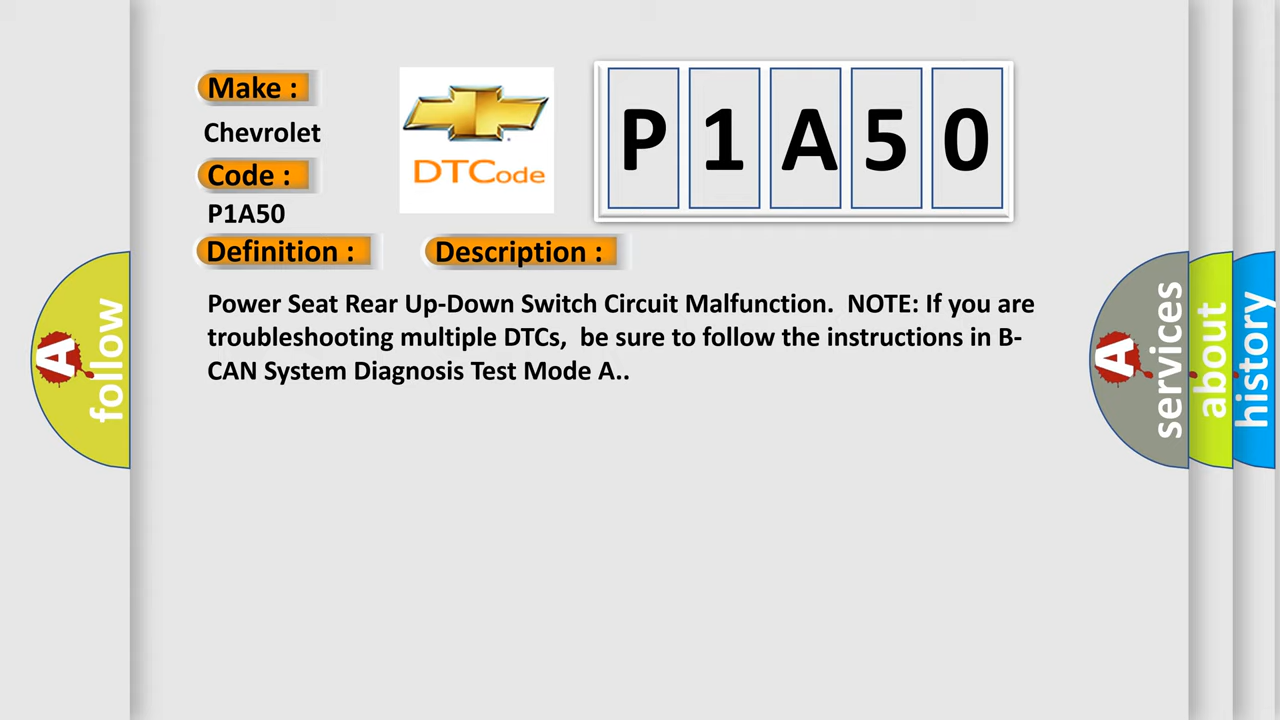 Make :
Chevrolet
Code :
P1A50
DTCode
P 1 A 5 0
Definition :
Description :
Power Seat Rear Up-Down Switch Circuit Malfunction. NOTE: If you are
troubleshooting multiple DTCs, be sure to follow the instructions in B-
CAN System Diagnosis Test Mode A..
A follow
A services
about
history